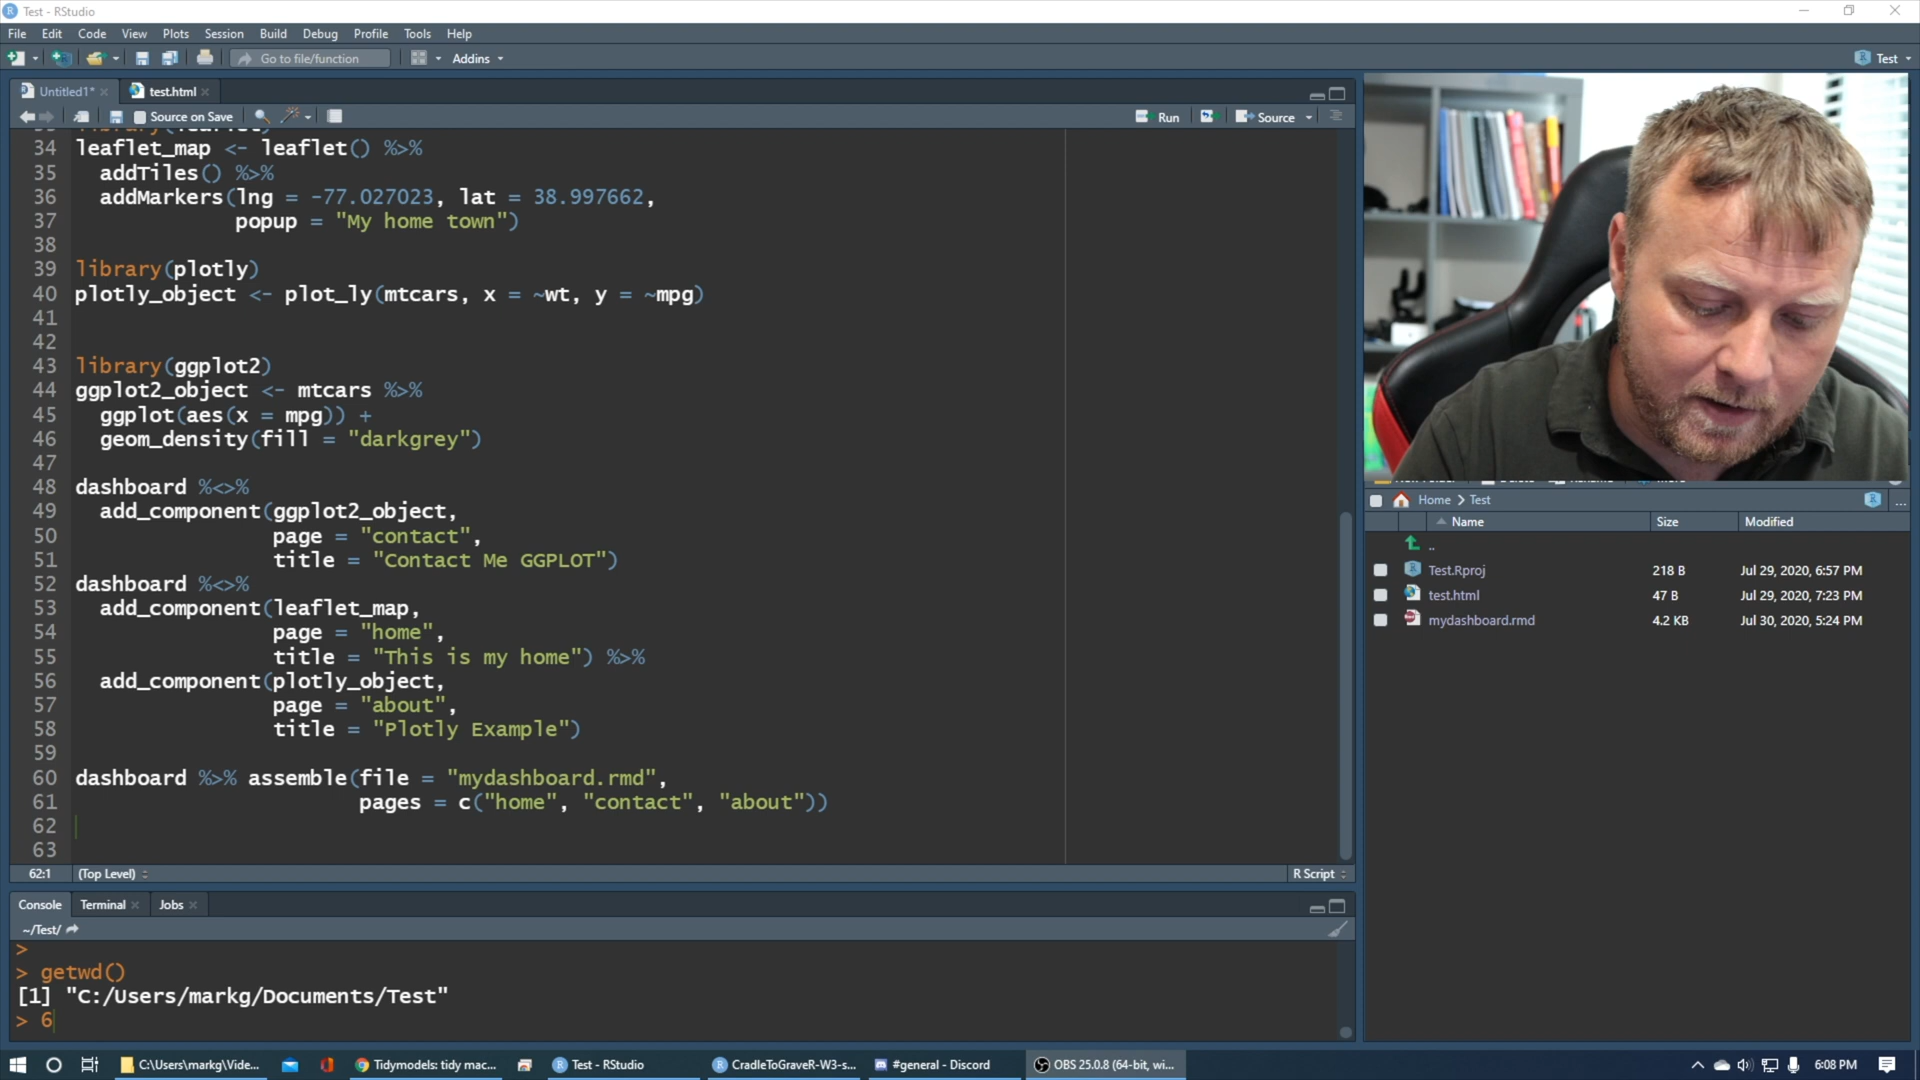 Test - RStudio
File Edit Code View Plots Session Build Debug Profile Tools Help
Go to file/function Addins Test
Untitled1* test.html
Source on Save Run Source
34 leaflet_map <- leaflet() %>%
35 addTiles() %>%
36 addMarkers(lng = -77.027023, lat = 38.997662,
37 popup = "My home town")
38
39 library(plotly)
40 plotly_object <- plot_ly(mtcars, x = ~wt, y = ~mpg)
41
42
43 library(ggplot2)
44 ggplot2_object <- mtcars %>%
45 ggplot(aes(x = mpg)) +
46 geom_density(fill = "darkgrey")
47
48 dashboard %<>%
49 add_component(ggplot2_object,
50 page = "contact",
51 title = "Contact Me GGPLOT")
52 dashboard %<>%
53 add_component(leaflet_map,
54 page = "home",
55 title = "This is my home") %>%
56 add_component(plotly_object,
57 page = "about",
58 title = "Plotly Example")
59
60 dashboard %>% assemble(file = "mydashboard.rmd",
61 pages = c("home", "contact", "about"))
62
63
62:1 (Top Level) R Script
Console Terminal Jobs
~/Test/
>
> getwd()
[1] "C:/Users/markg/Documents/Test"
> 6
Home > Test ...
Name Size Modified
..
Test.Rproj 218 B Jul 29, 2020, 6:57 PM
test.html 47 B Jul 29, 2020, 7:23 PM
mydashboard.rmd 4.2 KB Jul 30, 2020, 5:24 PM
C:\Users\markg\Vide... Tidymodels: tidy mac... Test - RStudio CradleToGraveR-W3-s... #general - Discord OBS 25.0.8 (64-bit, wi... 6:08 PM